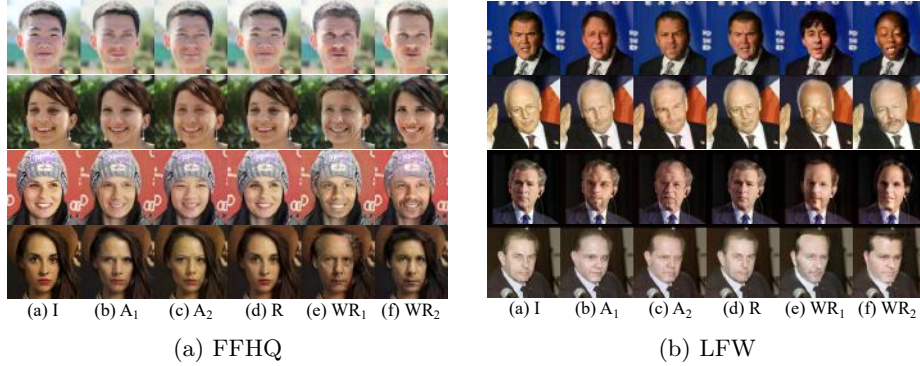 (a) I (b) A₁ (c) A₂ (d) R (e) WR₁ (f) WR₂
(a) FFHQ
(a) I (b) A₁ (c) A₂ (d) R (e) WR₁ (f) WR₂
(b) LFW